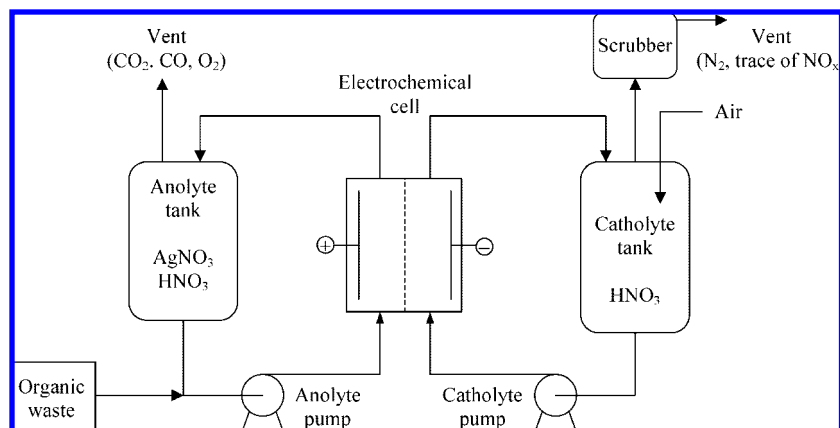 Vent
(CO₂. CO, O₂)
Electrochemical
cell
Scrubber
Vent
(N₂, trace of NOₓ
Air
Anolyte
tank
AgNO₃
HNO₃
+
−
Catholyte
tank
HNO₃
Organic
waste
Anolyte
pump
Catholyte
pump